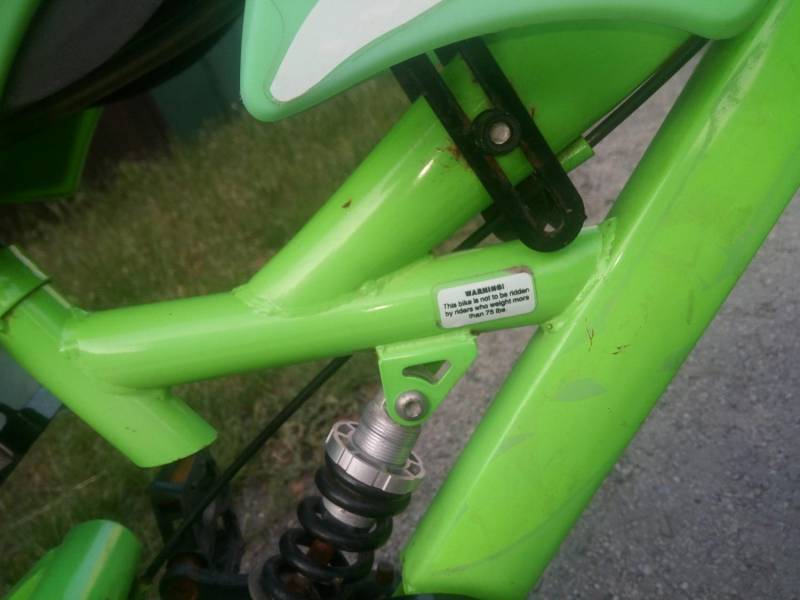 WARNING!
This bike is not to be ridden
by riders who weight more
than 75 lbs